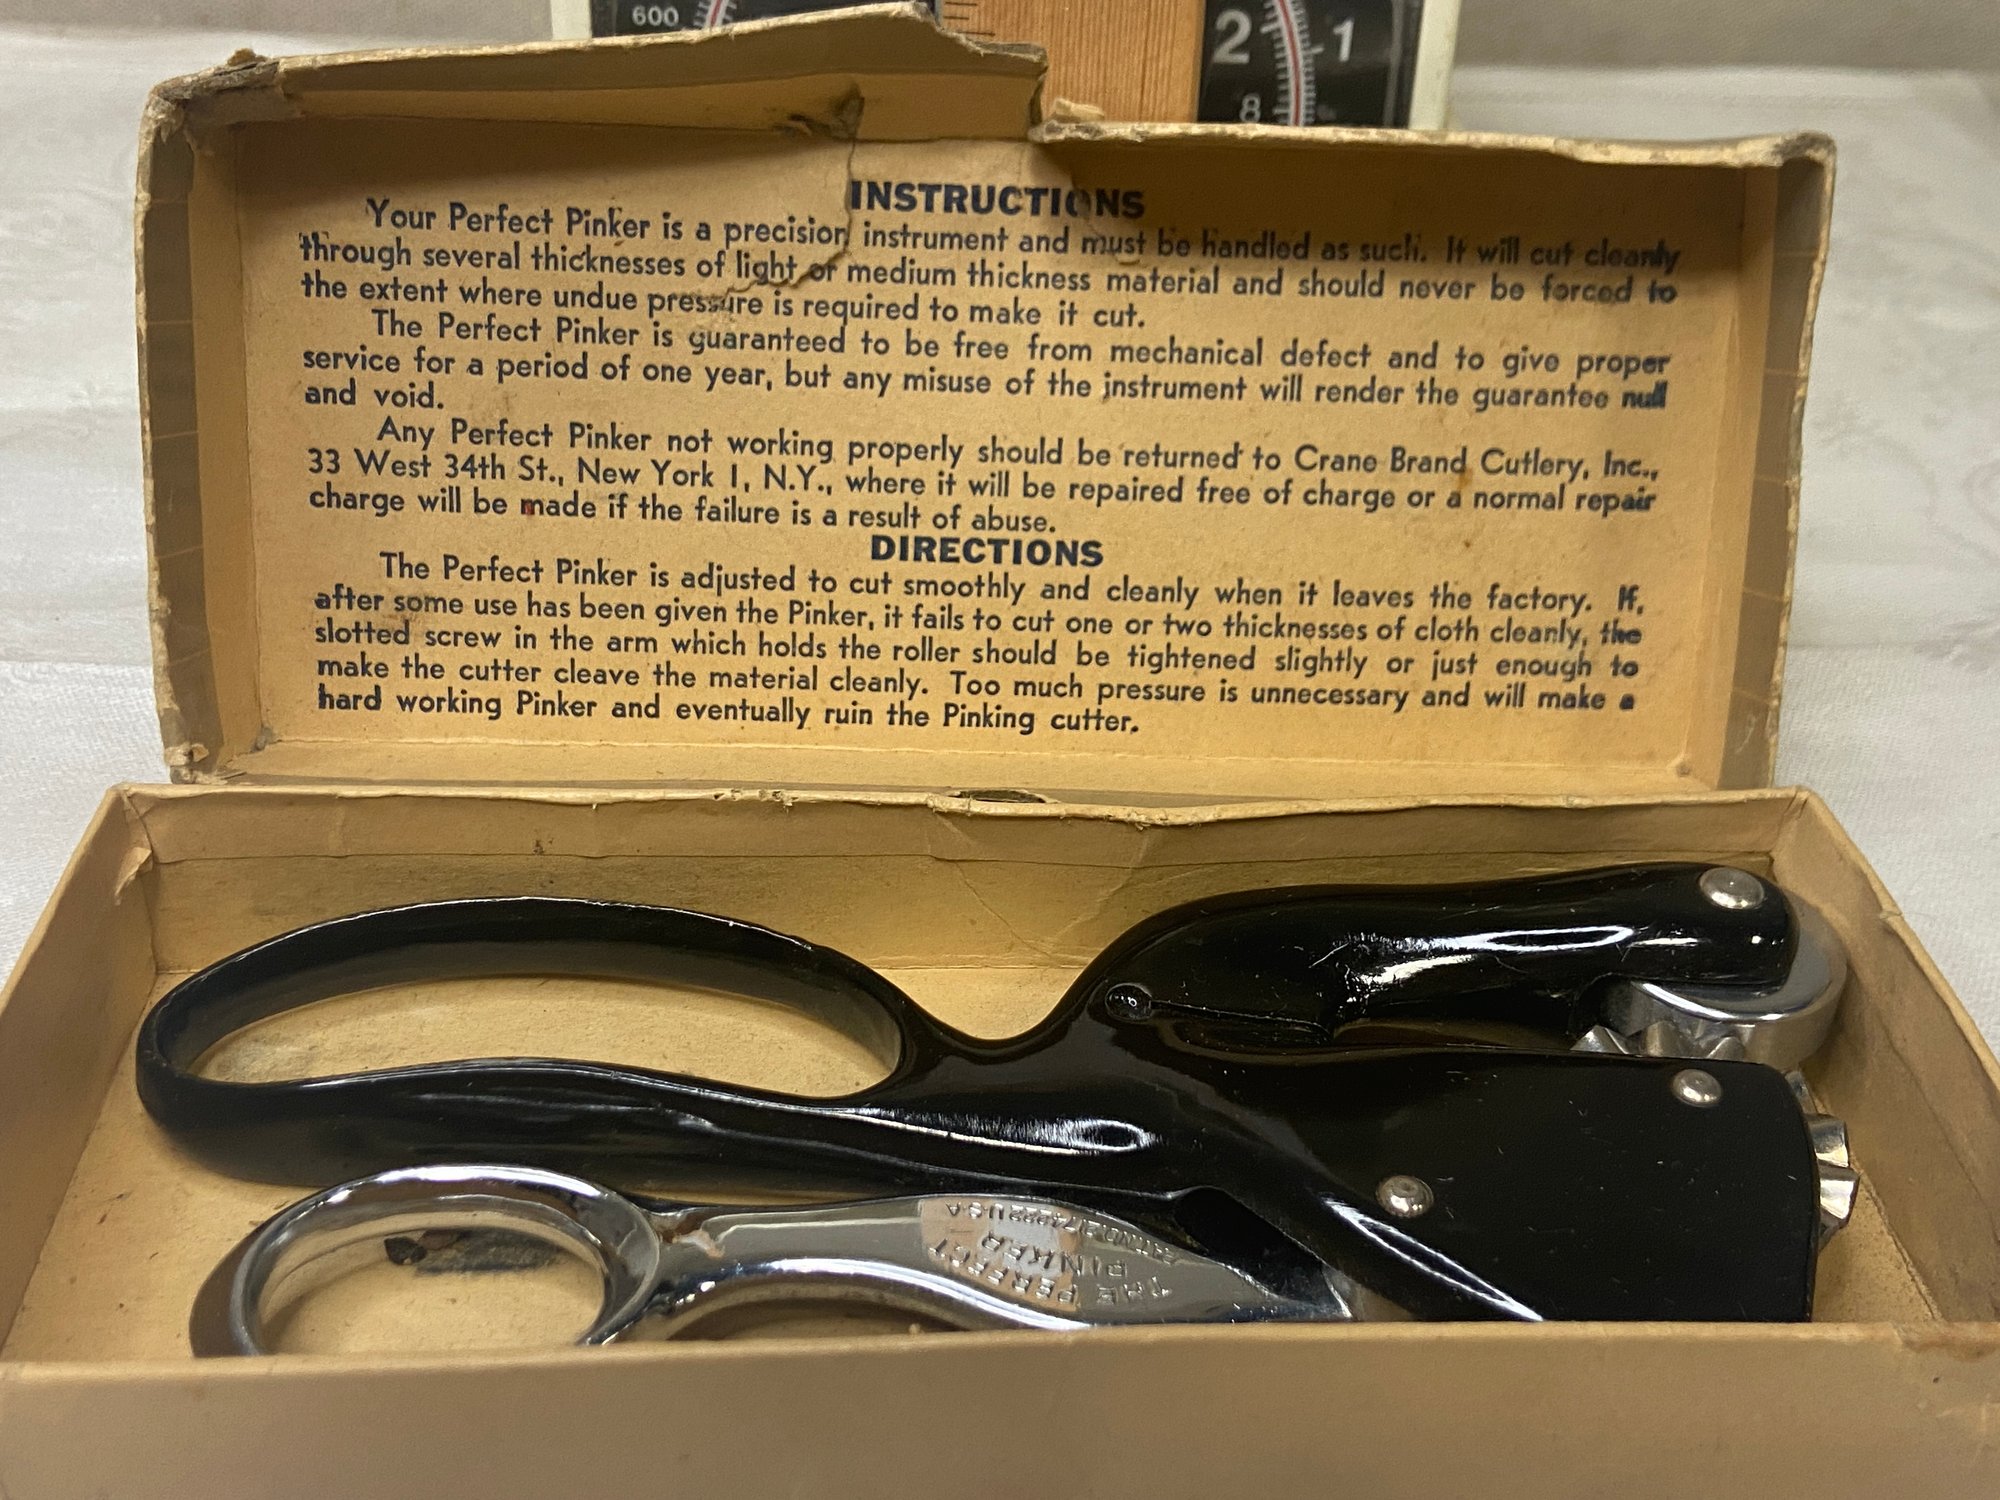 600
2
1
8
INSTRUCTIONS
Your Perfect Pinker is a precision instrument and must be handled as such. It will cut cleanly
through several thicknesses of light or medium thickness material and should never be forced to
the extent where undue pressure is required to make it cut.
The Perfect Pinker is guaranteed to be free from mechanical defect and to give proper
service for a period of one year, but any misuse of the instrument will render the guarantee null
and void.
Any Perfect Pinker not working properly should be returned to Crane Brand Cutlery, Inc.,
33 West 34th St., New York 1, N.Y., where it will be repaired free of charge or a normal repair
charge will be made if the failure is a result of abuse.
DIRECTIONS
The Perfect Pinker is adjusted to cut smoothly and cleanly when it leaves the factory. If,
after some use has been given the Pinker, it fails to cut one or two thicknesses of cloth cleanly, the
slotted screw in the arm which holds the roller should be tightened slightly or just enough to
make the cutter cleave the material cleanly. Too much pressure is unnecessary and will make a
hard working Pinker and eventually ruin the Pinking cutter.
THE PERFECT
PINKER
U.S.A.